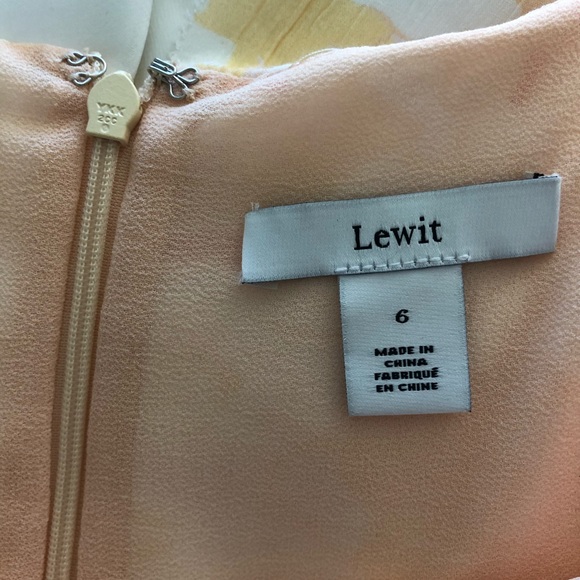 Lewit
6
MADE IN
CHINA
FABRIQUÉ
EN CHINE